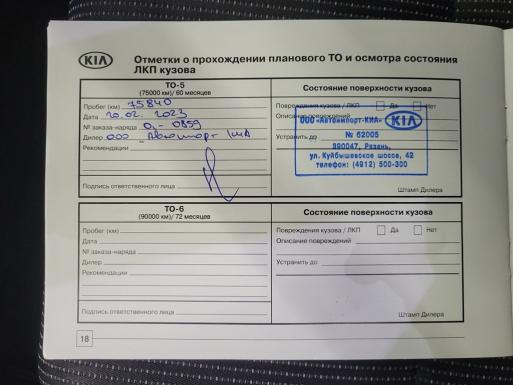 KIA
Отметки о прохождении планового ТО и осмотра состояния
ЛКП кузова
ТО-5
(75000 км)/ 60 месяцев
Пробег (км) 75840
Дата 20.02.2023
№ заказа-наряда 01-0859
Дилер ООО
Рекомендации
Подпись ответственного лица
Состояние поверхности кузова
Повреждения кузова / ЛКП Да Нет
Описание повреждений
Устранить до
ООО «Автоимпорт-КИА» KIA
№ 62005
390047, Рязань,
ул. Куйбышевское шоссе, 42
телефон: (4912) 500-300
Штамп Дилера
ТО-6
(90000 км)/ 72 месяцев
Пробег (км)
Дата
№ заказа-наряда
Дилер
Рекомендации
Подпись ответственного лица
Состояние поверхности кузова
Повреждения кузова / ЛКП Да Нет
Описание повреждений
Устранить до
Штамп Дилера
18